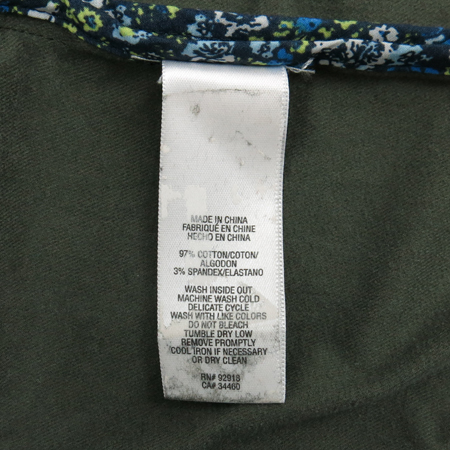 MADE IN CHINA
FABRIQUÉ EN CHINE
HECHO EN CHINA
97% COTTON/COTON/
ALGODON
3% SPANDEX/ELASTANO
WASH INSIDE OUT
MACHINE WASH COLD
DELICATE CYCLE
WASH WITH LIKE COLORS
DO NOT BLEACH
TUMBLE DRY LOW
REMOVE PROMPTLY
COOL IRON IF NECESSARY
OR DRY CLEAN
RN# 92918
CA# 34460